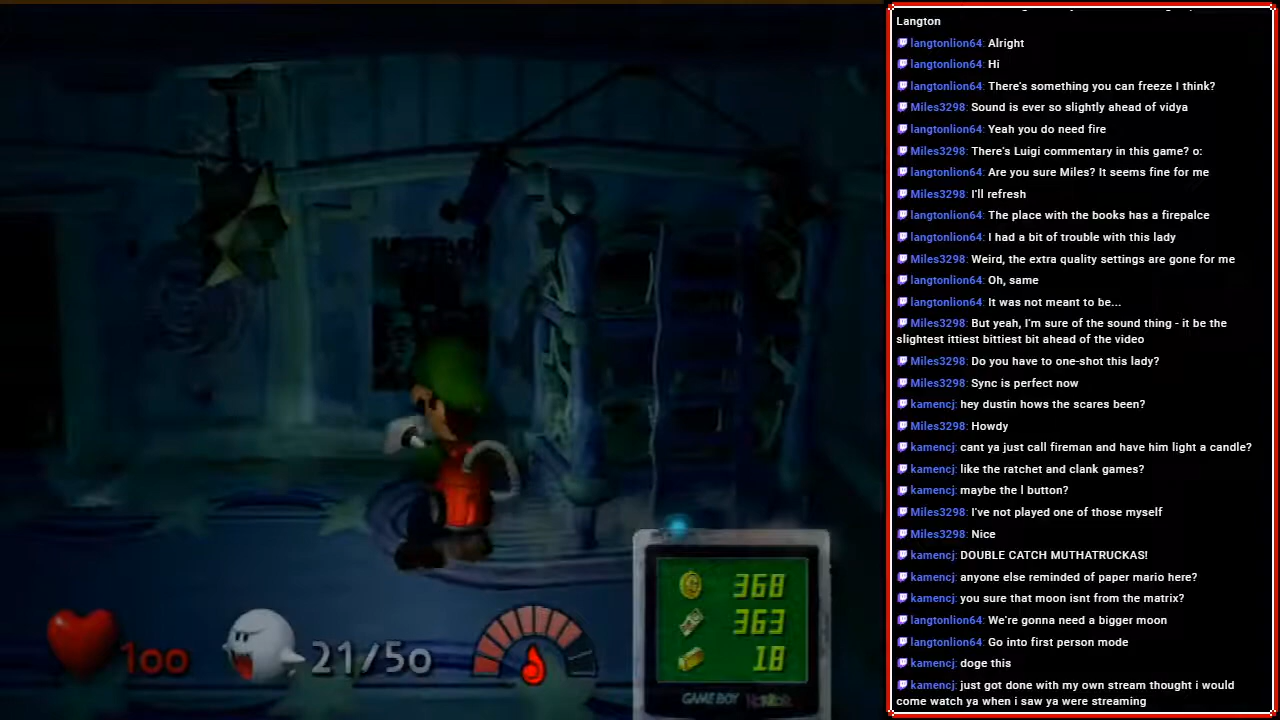 Langton
langtonlion64: Alright
langtonlion64: Hi
langtonlion64: There's something you can freeze I think?
Miles3298: Sound is ever so slightly ahead of vidya
langtonlion64: Yeah you do need fire
Miles3298: There's Luigi commentary in this game? o:
langtonlion64: Are you sure Miles? It seems fine for me
Miles3298: I'll refresh
langtonlion64: The place with the books has a firepalce
langtonlion64: I had a bit of trouble with this lady
Miles3298: Weird, the extra quality settings are gone for me
langtonlion64: Oh, same
langtonlion64: It was not meant to be...
Miles3298: But yeah, I'm sure of the sound thing - it be the
slightest ittiest bittiest bit ahead of the video
Miles3298: Do you have to one-shot this lady?
Miles3298: Sync is perfect now
kamencj: hey dustin hows the scares been?
Miles3298: Howdy
kamencj: cant ya just call fireman and have him light a candle?
kamencj: like the ratchet and clank games?
kamencj: maybe the l button?
Miles3298: I've not played one of those myself
Miles3298: Nice
kamencj: DOUBLE CATCH MUTHATRUCKAS!
kamencj: anyone else reminded of paper mario here?
kamencj: you sure that moon isnt from the matrix?
langtonlion64: We're gonna need a bigger moon
langtonlion64: Go into first person mode
kamencj: doge this
kamencj: just got done with my own stream thought i would
come watch ya when i saw ya were streaming
100
21/50
368
363
18
GAME BOY HORROR